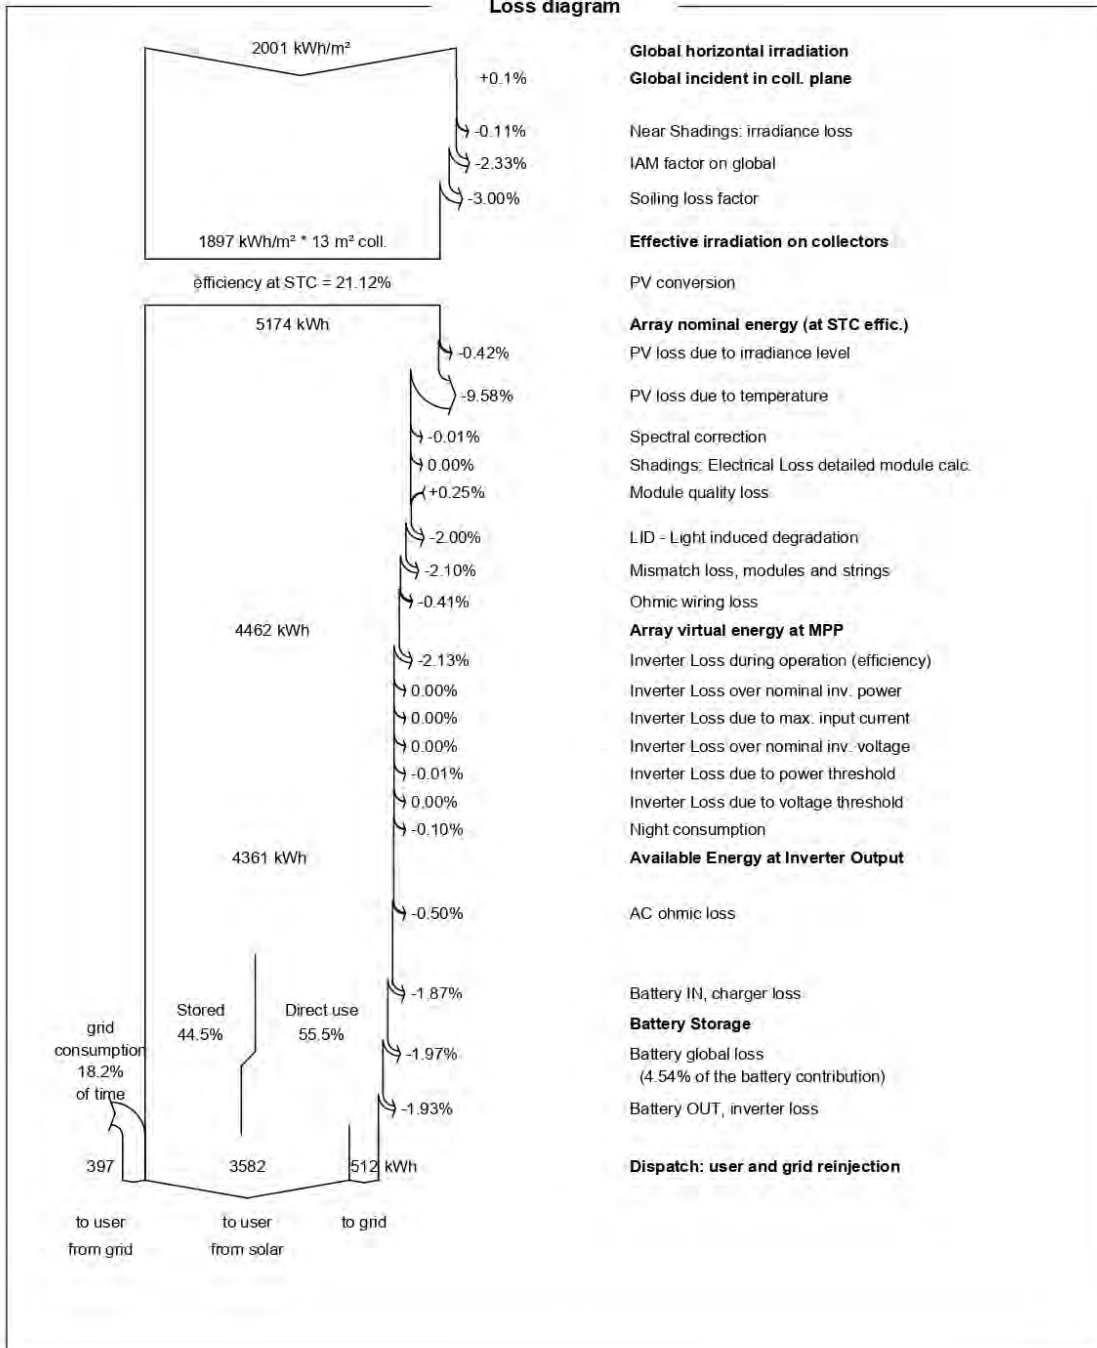 Loss diagram
2001 kWh/m²
Global horizontal irradiation
+0.1%
Global incident in coll. plane
-0.11%
Near Shadings: irradiance loss
-2.33%
IAM factor on global
-3.00%
Soiling loss factor
1897 kWh/m² * 13 m² coll.
Effective irradiation on collectors
efficiency at STC = 21.12%
PV conversion
5174 kWh
Array nominal energy (at STC effic.)
-0.42%
PV loss due to irradiance level
-9.58%
PV loss due to temperature
-0.01%
Spectral correction
0.00%
Shadings: Electrical Loss detailed module calc.
+0.25%
Module quality loss
-2.00%
LID - Light induced degradation
-2.10%
Mismatch loss, modules and strings
-0.41%
Ohmic wiring loss
4462 kWh
Array virtual energy at MPP
-2.13%
Inverter Loss during operation (efficiency)
0.00%
Inverter Loss over nominal inv. power
0.00%
Inverter Loss due to max. input current
0.00%
Inverter Loss over nominal inv. voltage
-0.01%
Inverter Loss due to power threshold
0.00%
Inverter Loss due to voltage threshold
-0.10%
Night consumption
4361 kWh
Available Energy at Inverter Output
-0.50%
AC ohmic loss
-1.87%
Battery IN, charger loss
Stored
44.5%
Direct use
55.5%
Battery Storage
grid
consumption
18.2%
of time
-1.97%
Battery global loss
(4.54% of the battery contribution)
-1.93%
Battery OUT, inverter loss
397
3582
512 kWh
Dispatch: user and grid reinjection
to user
from grid
to user
from solar
to grid